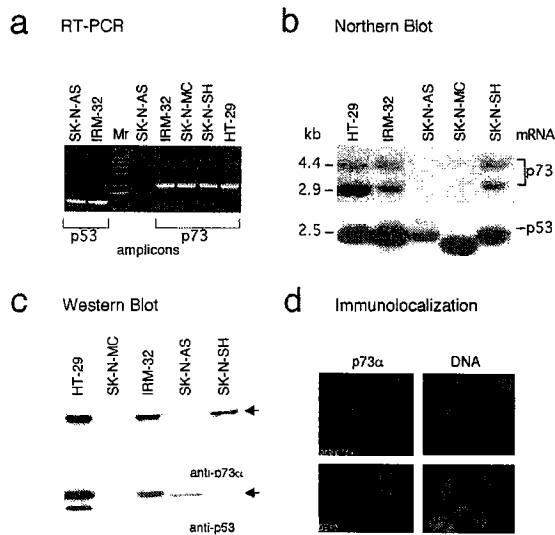 a RT-PCR
SK-N-AS
IRM-32
Mr
SK-N-AS
IRM-32
SK-N-MC
SK-N-SH
HT-29
p53
p73
amplicons
b Northern Blot
HT-29
IRM-32
SK-N-AS
SK-N-MC
SK-N-SH
kb
mRNA
4.4
2.9
p73
2.5
p53
c Western Blot
HT-29
SK-N-MC
IRM-32
SK-N-AS
SK-N-SH
anti-p73α
anti-p53
d Immunolocalization
p73α
DNA